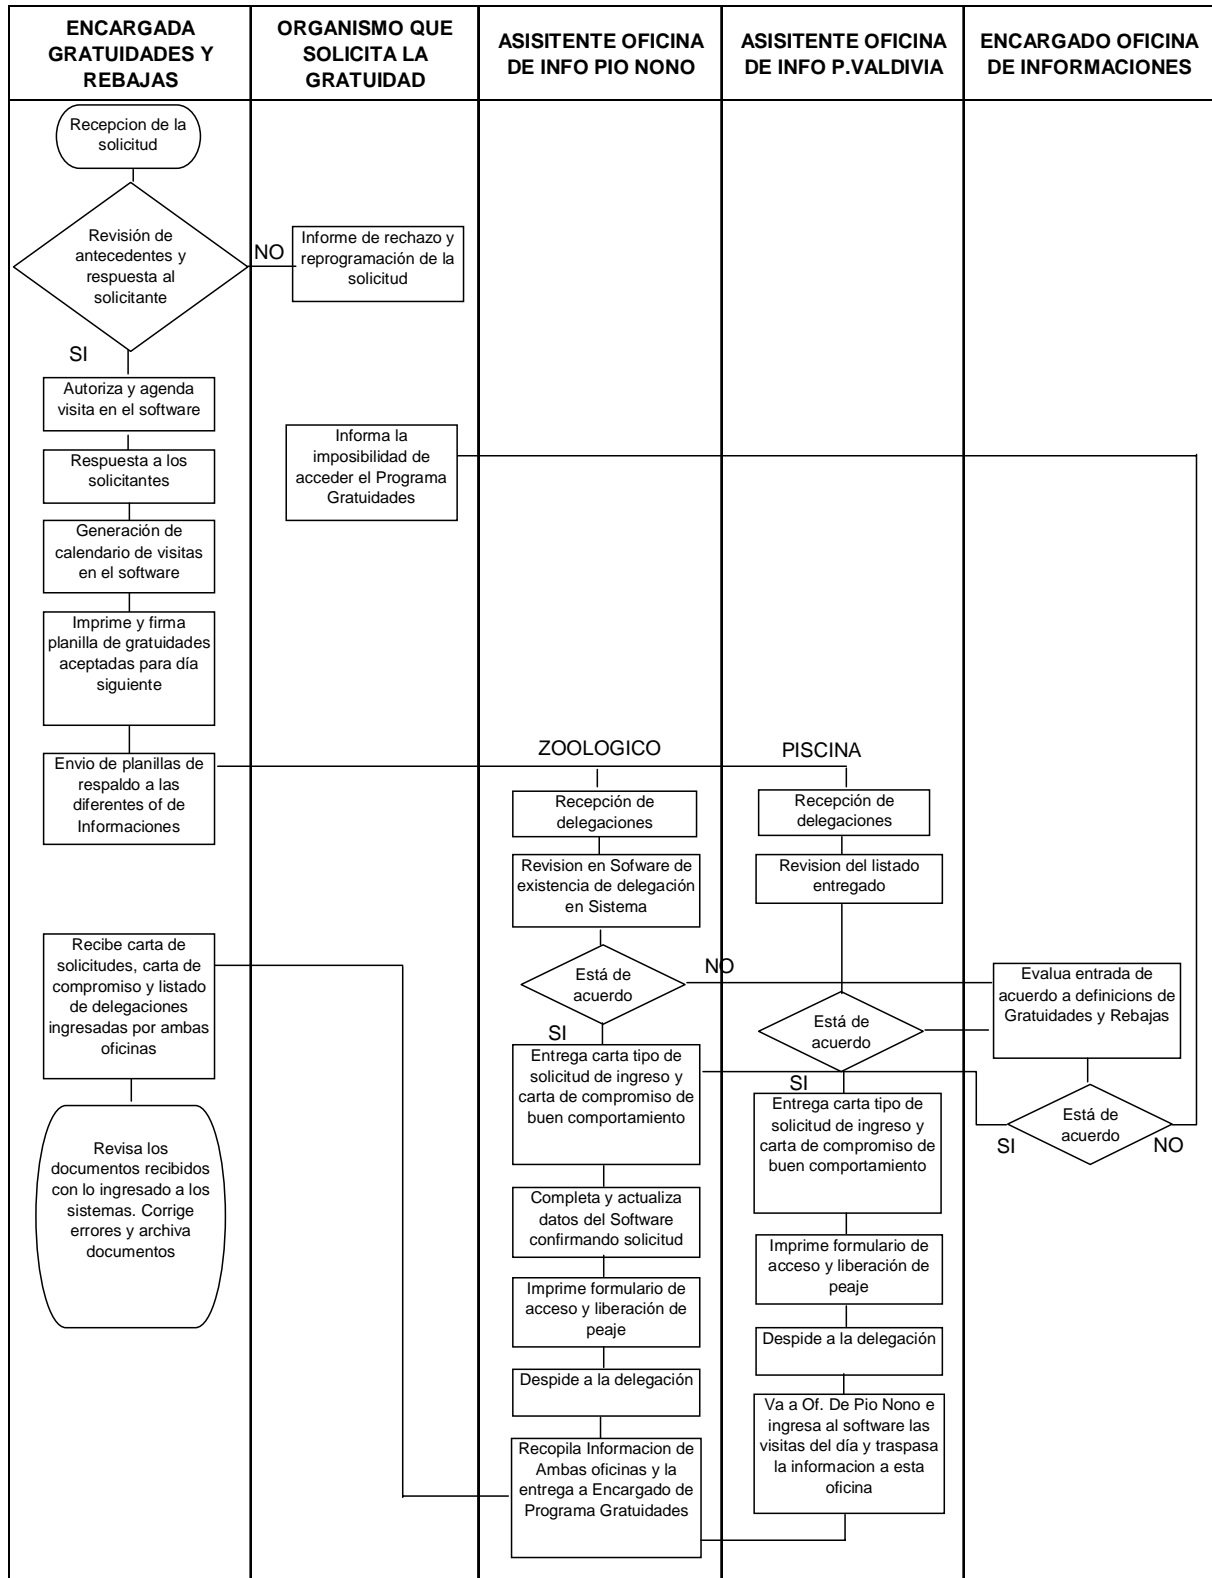 ENCARGADA
GRATUIDADES Y
REBAJAS
ORGANISMO QUE
SOLICITA LA
GRATUIDAD
ASISITENTE OFICINA
DE INFO PIO NONO
ASISITENTE OFICINA
DE INFO P.VALDIVIA
ENCARGADO OFICINA
DE INFORMACIONES
Recepcion de la
solicitud
Revisión de
antecedentes y
respuesta al
solicitante
NO
Informe de rechazo y
reprogramación de la
solicitud
SI
Autoriza y agenda
visita en el software
Respuesta a los
solicitantes
Informa la
imposibilidad de
acceder el Programa
Gratuidades
Generación de
calendario de visitas
en el software
Imprime y firma
planilla de gratuidades
aceptadas para día
siguiente
Envio de planillas de
respaldo a las
diferentes of de
Informaciones
ZOOLOGICO
PISCINA
Recepción de
delegaciones
Recepción de
delegaciones
Revision en Sofware de
existencia de delegación
en Sistema
Revision del listado
entregado
Recibe carta de
solicitudes, carta de
compromiso y listado
de delegaciones
ingresadas por ambas
oficinas
Está de
acuerdo
NO
Evalua entrada de
acuerdo a definicions de
Gratuidades y Rebajas
Está de
acuerdo
SI
Entrega carta tipo de
solicitud de ingreso y
carta de compromiso de
buen comportamiento
SI
Entrega carta tipo de
solicitud de ingreso y
carta de compromiso de
buen comportamiento
Está de
acuerdo
SI
NO
Revisa los
documentos recibidos
con lo ingresado a los
sistemas. Corrige
errores y archiva
documentos
Completa y actualiza
datos del Software
confirmando solicitud
Imprime formulario de
acceso y liberación de
peaje
Imprime formulario de
acceso y liberación de
peaje
Despide a la delegación
Despide a la delegación
Va a Of. De Pio Nono e
ingresa al software las
visitas del día y traspasa
la informacion a esta
oficina
Recopila Informacion de
Ambas oficinas y la
entrega a Encargado de
Programa Gratuidades